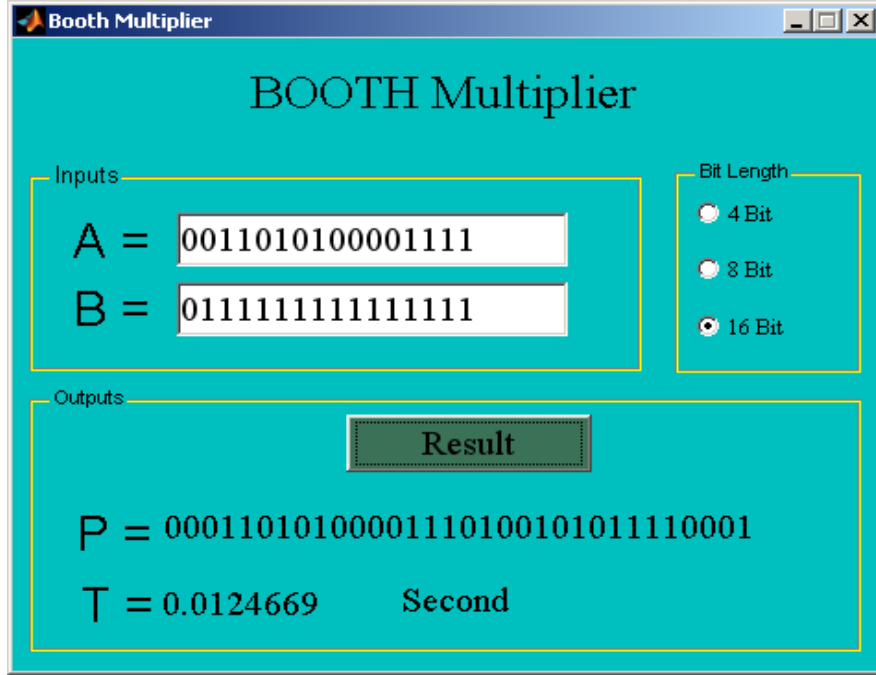 Booth Multiplier
BOOTH Multiplier
Inputs
A = 0011010100001111
B = 0111111111111111
Bit Length
4 Bit
8 Bit
16 Bit
Outputs
Result
P = 00011010100001110100101011110001
T = 0.0124669 Second